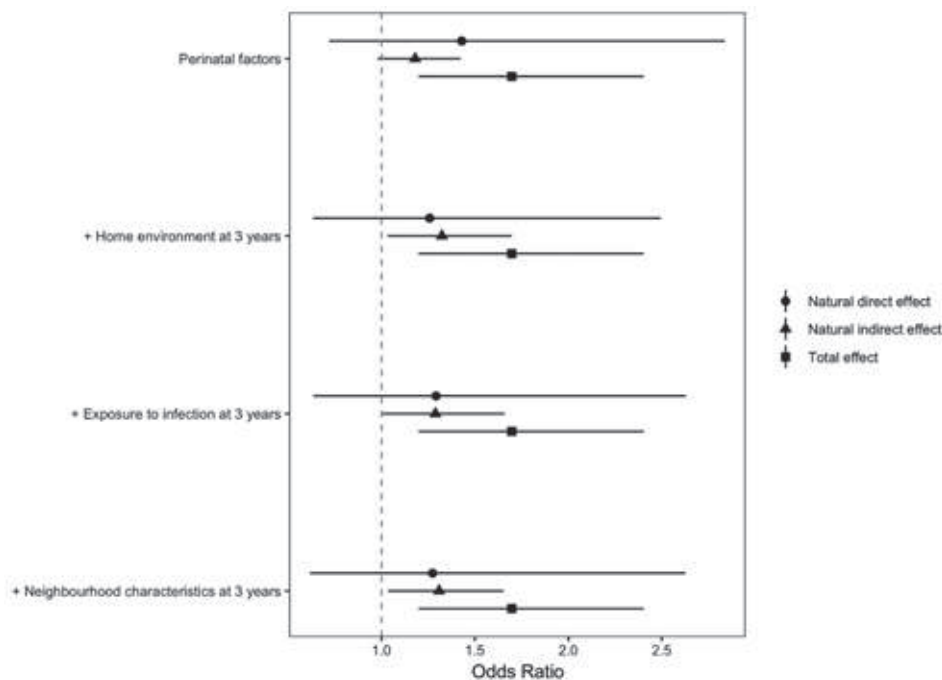 Perinatal factors
+ Home environment at 3 years
+ Exposure to infection at 3 years
+ Neighbourhood characteristics at 3 years
1.0 1.5 2.0 2.5
Odds Ratio
Natural direct effect
Natural indirect effect
Total effect